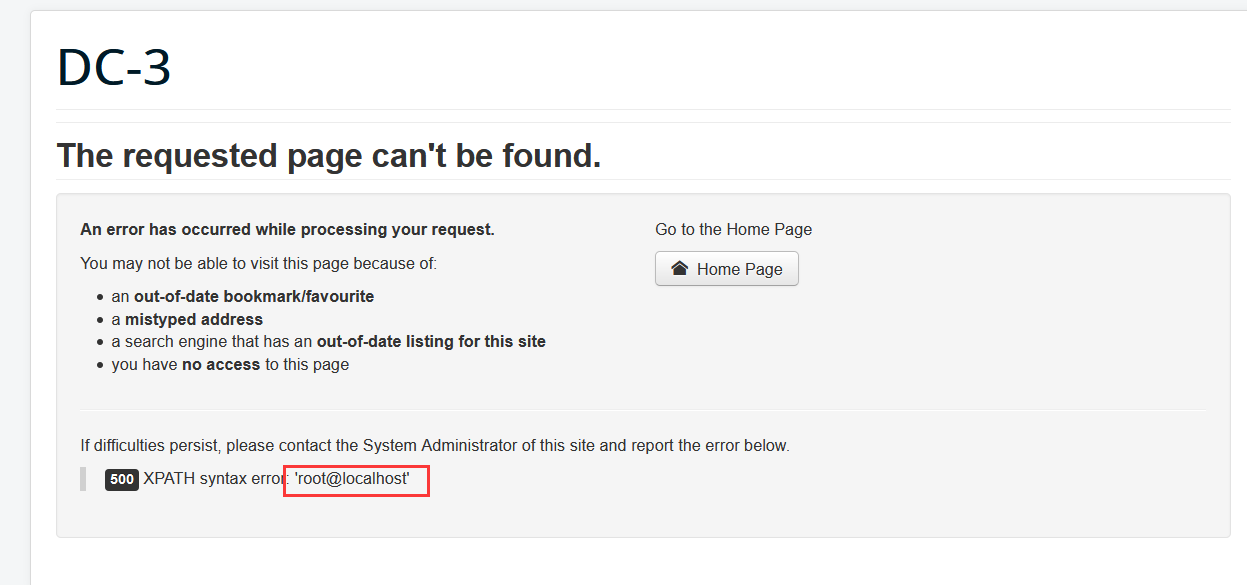 DC-3
The requested page can't be found.
An error has occurred while processing your request.
You may not be able to visit this page because of:
an out-of-date bookmark/favourite
a mistyped address
a search engine that has an out-of-date listing for this site
you have no access to this page
Go to the Home Page
Home Page
If difficulties persist, please contact the System Administrator of this site and report the error below.
500 XPATH syntax error: 'root@localhost'